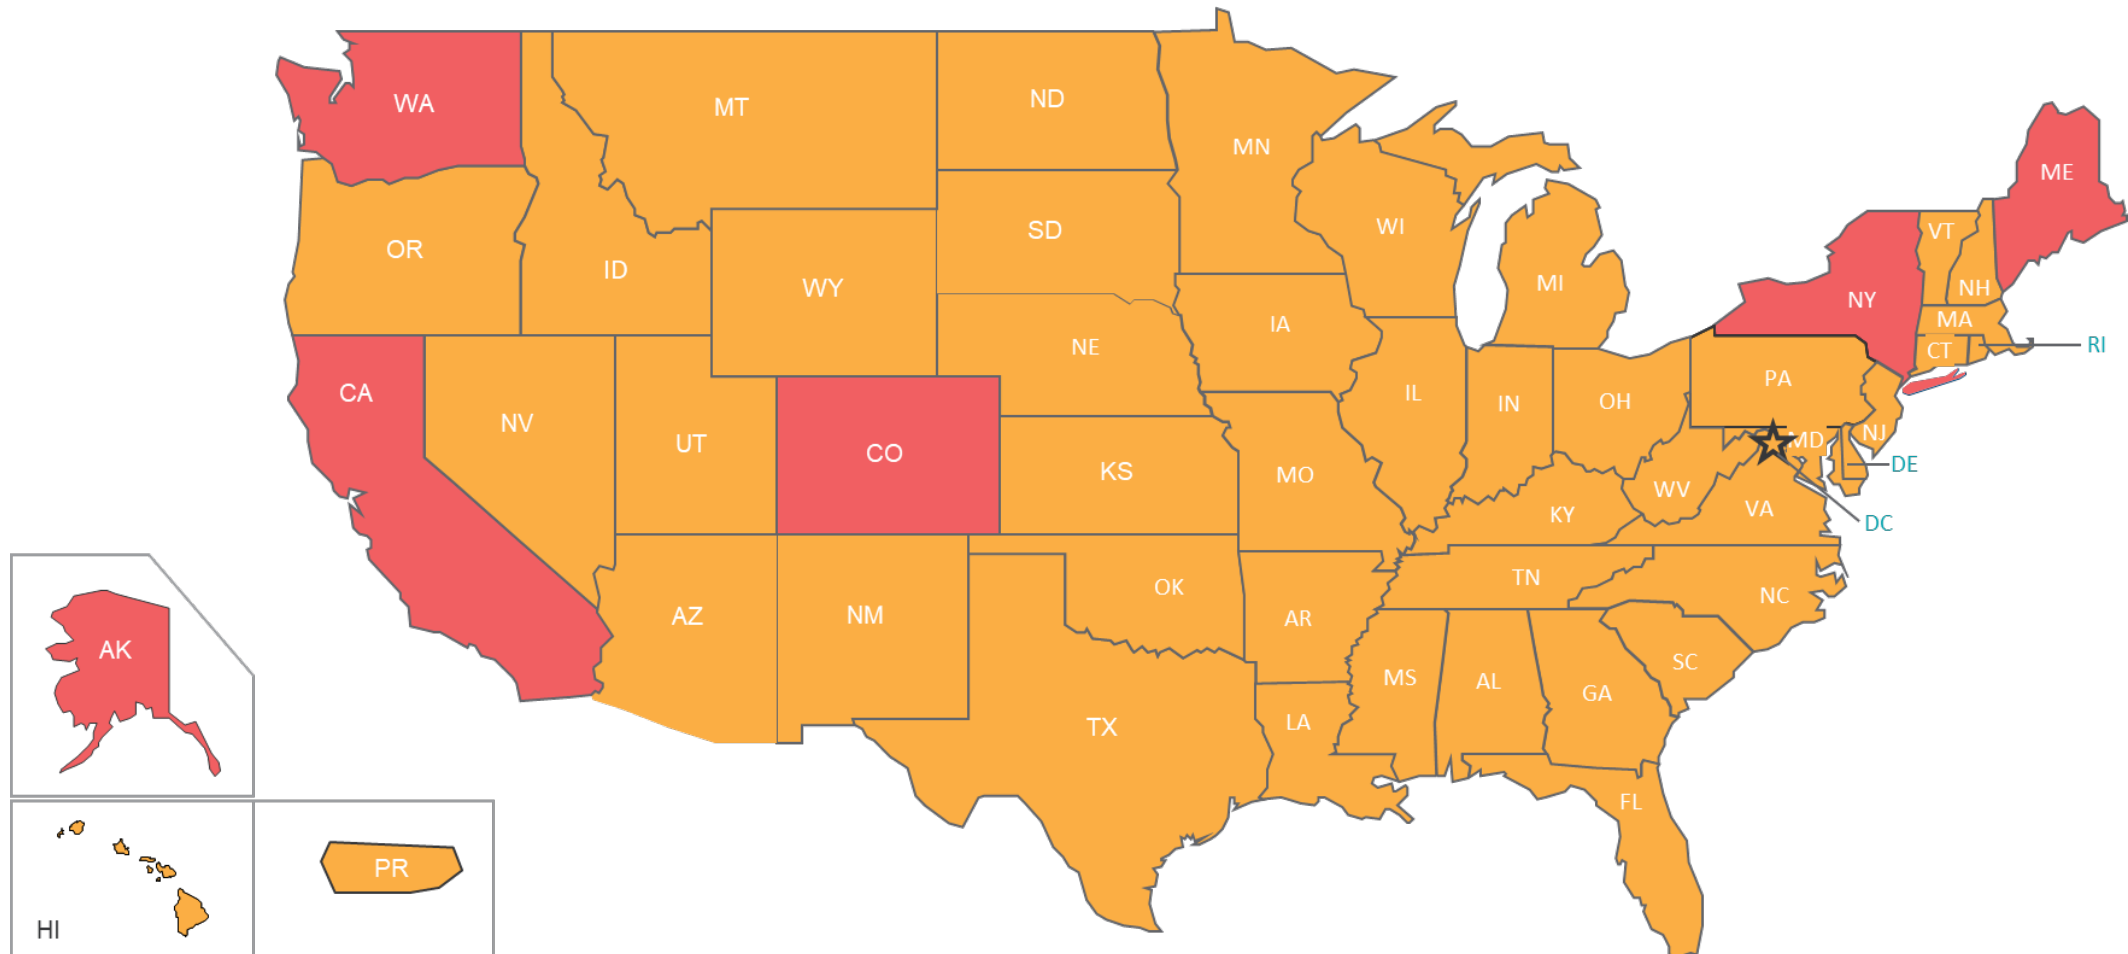 WA
MT
ND
MN
ME
OR
ID
SD
WI
VT
WY
MI
NH
NY
IA
MA
NE
CT
RI
CA
PA
NV
IL
IN
OH
UT
CO
KS
MO
MD
NJ
DE
WV
KY
VA
DC
TN
OK
NC
AZ
NM
AR
AK
SC
MS
AL
GA
TX
LA
FL
PR
HI